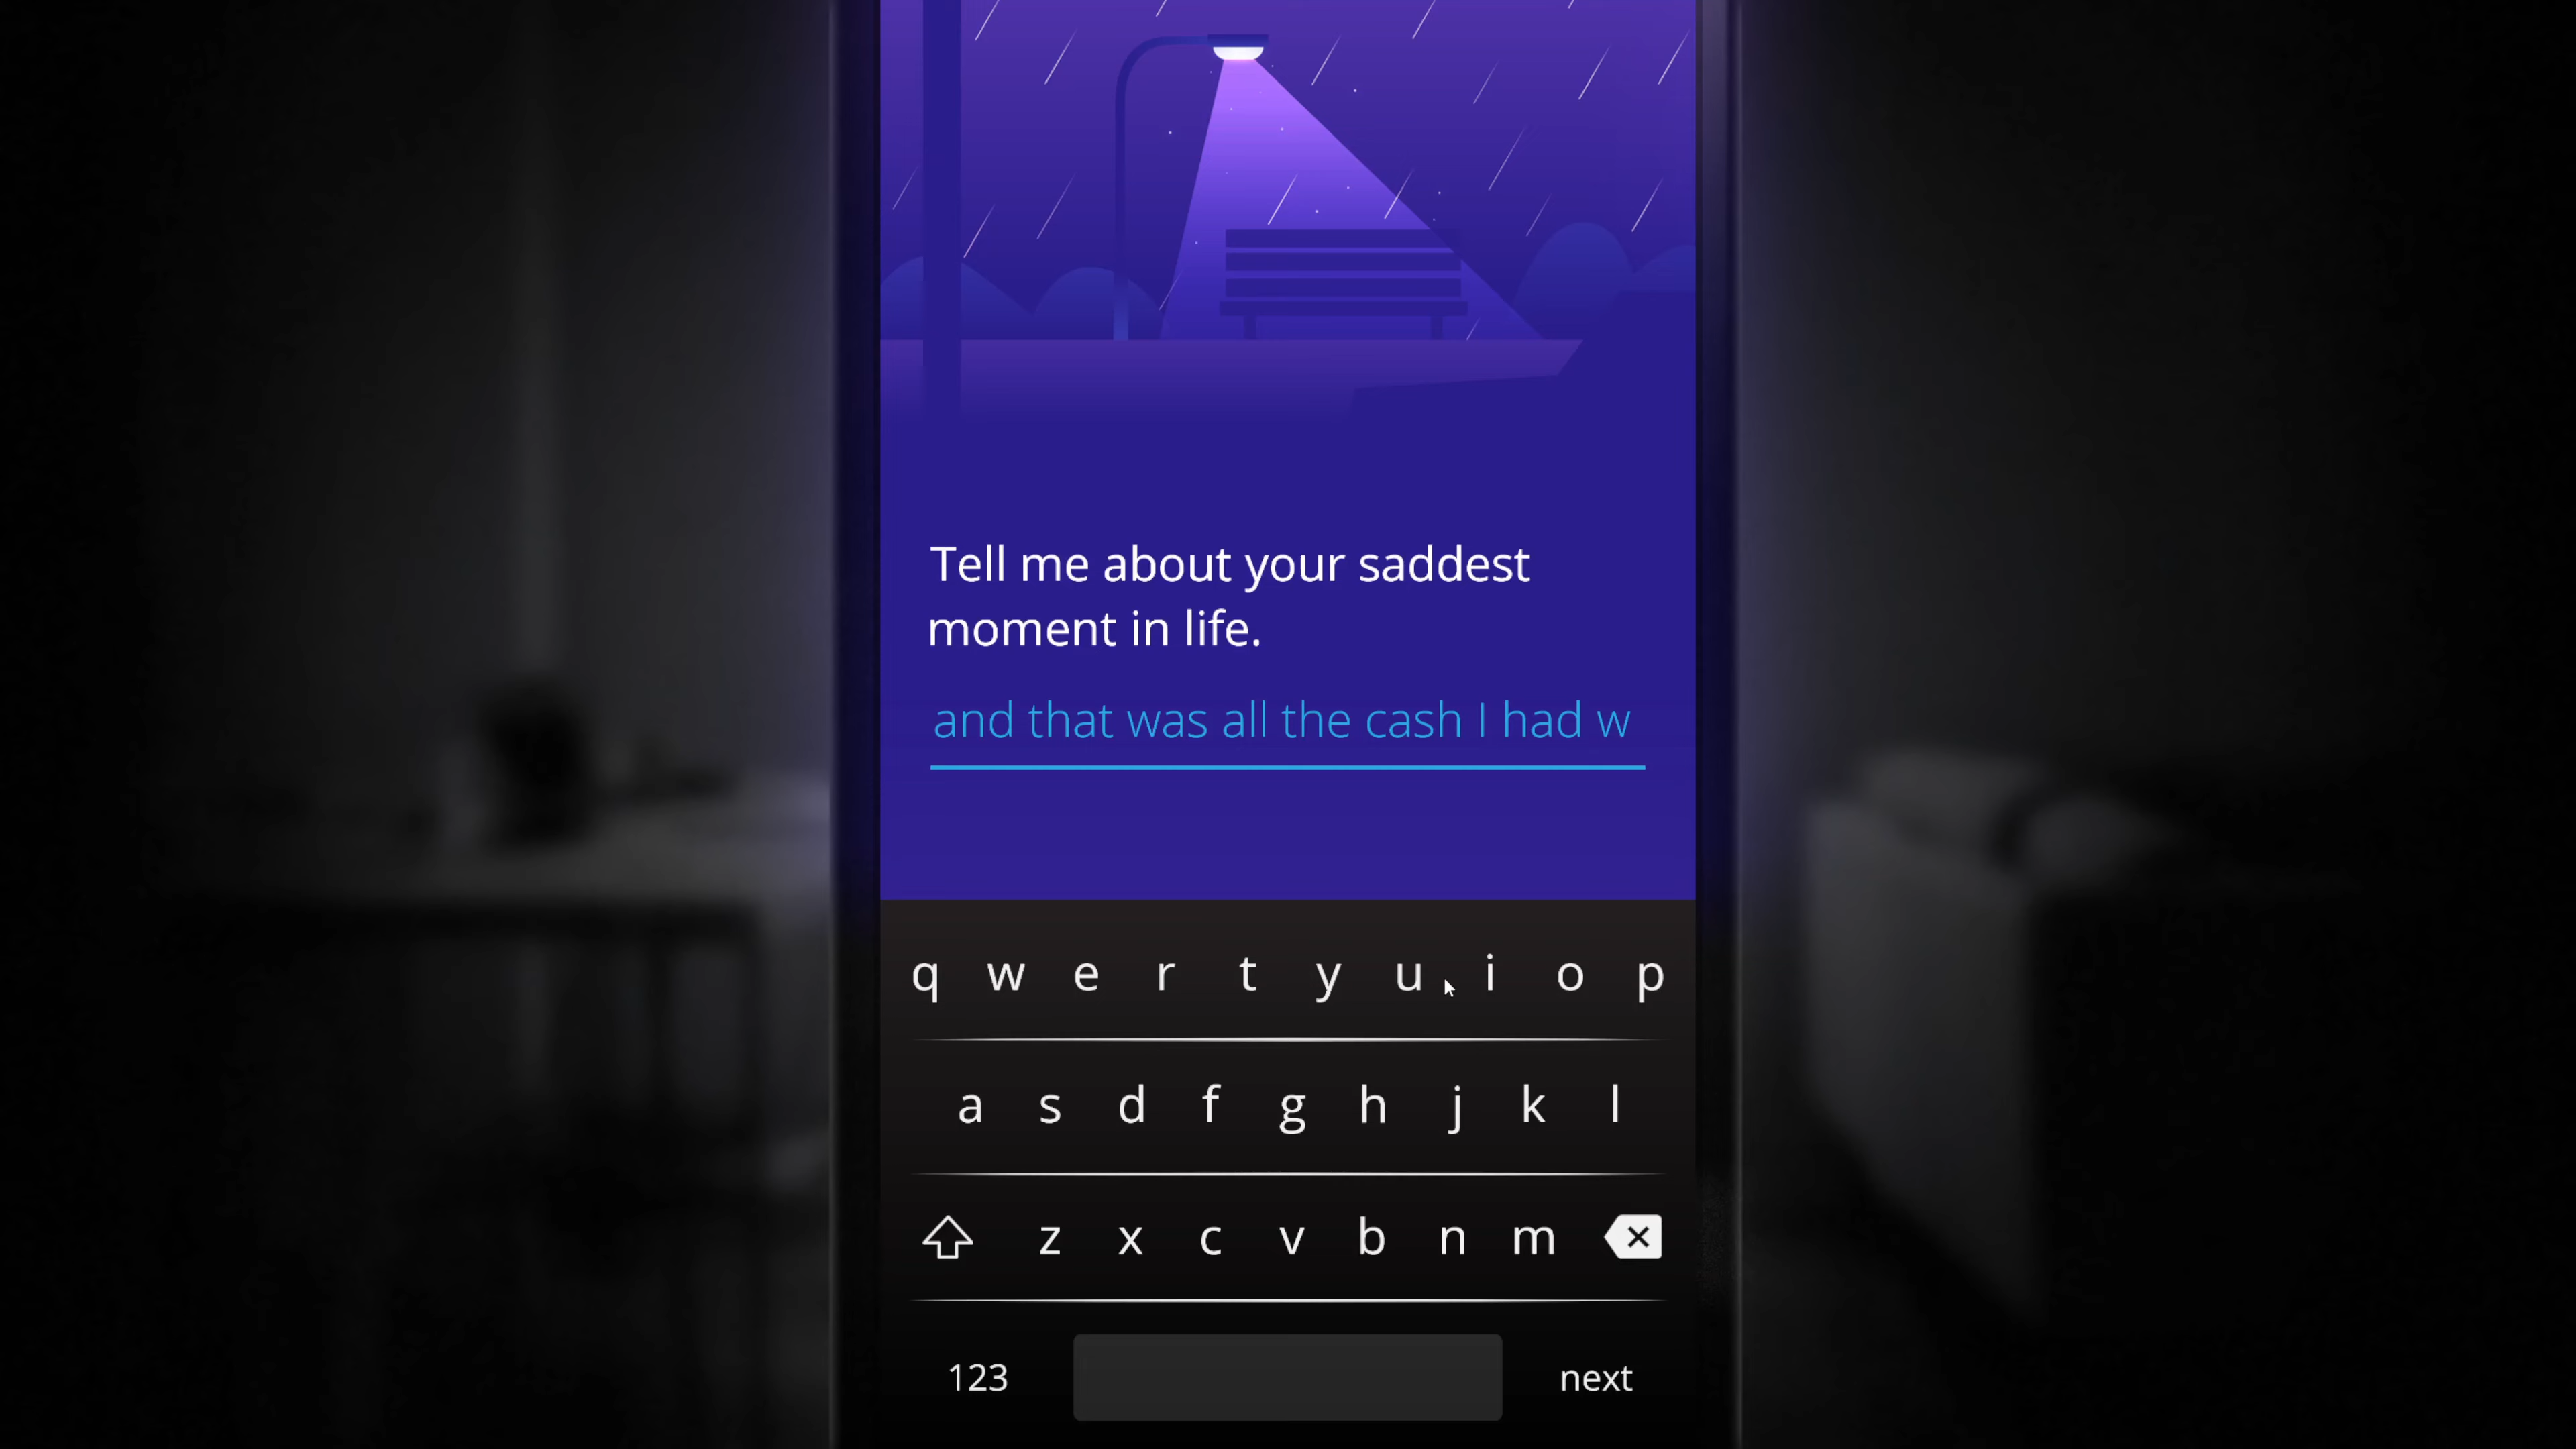 Tell me about your saddest
moment in life.
and that was all the cash I had w
q w e r t y u i o p
a s d f g h j k l
z x c v b n m
123 next